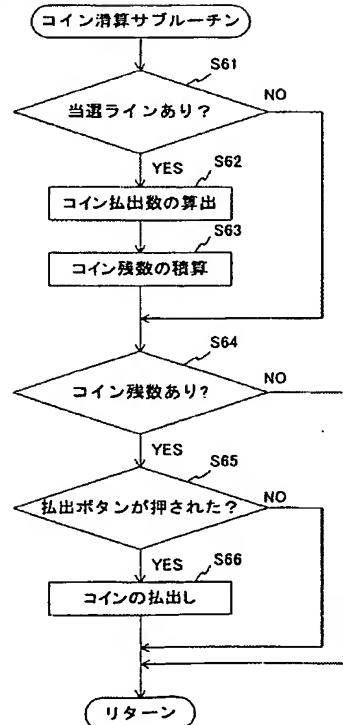 コイン清算サブルーチン
S61
当選ラインあり?
NO
YES
S62
コイン払出数の算出
S63
コイン残数の積算
S64
コイン残数あり?
NO
YES
S65
払出ボタンが押された?
NO
YES
S66
コインの払出し
リターン